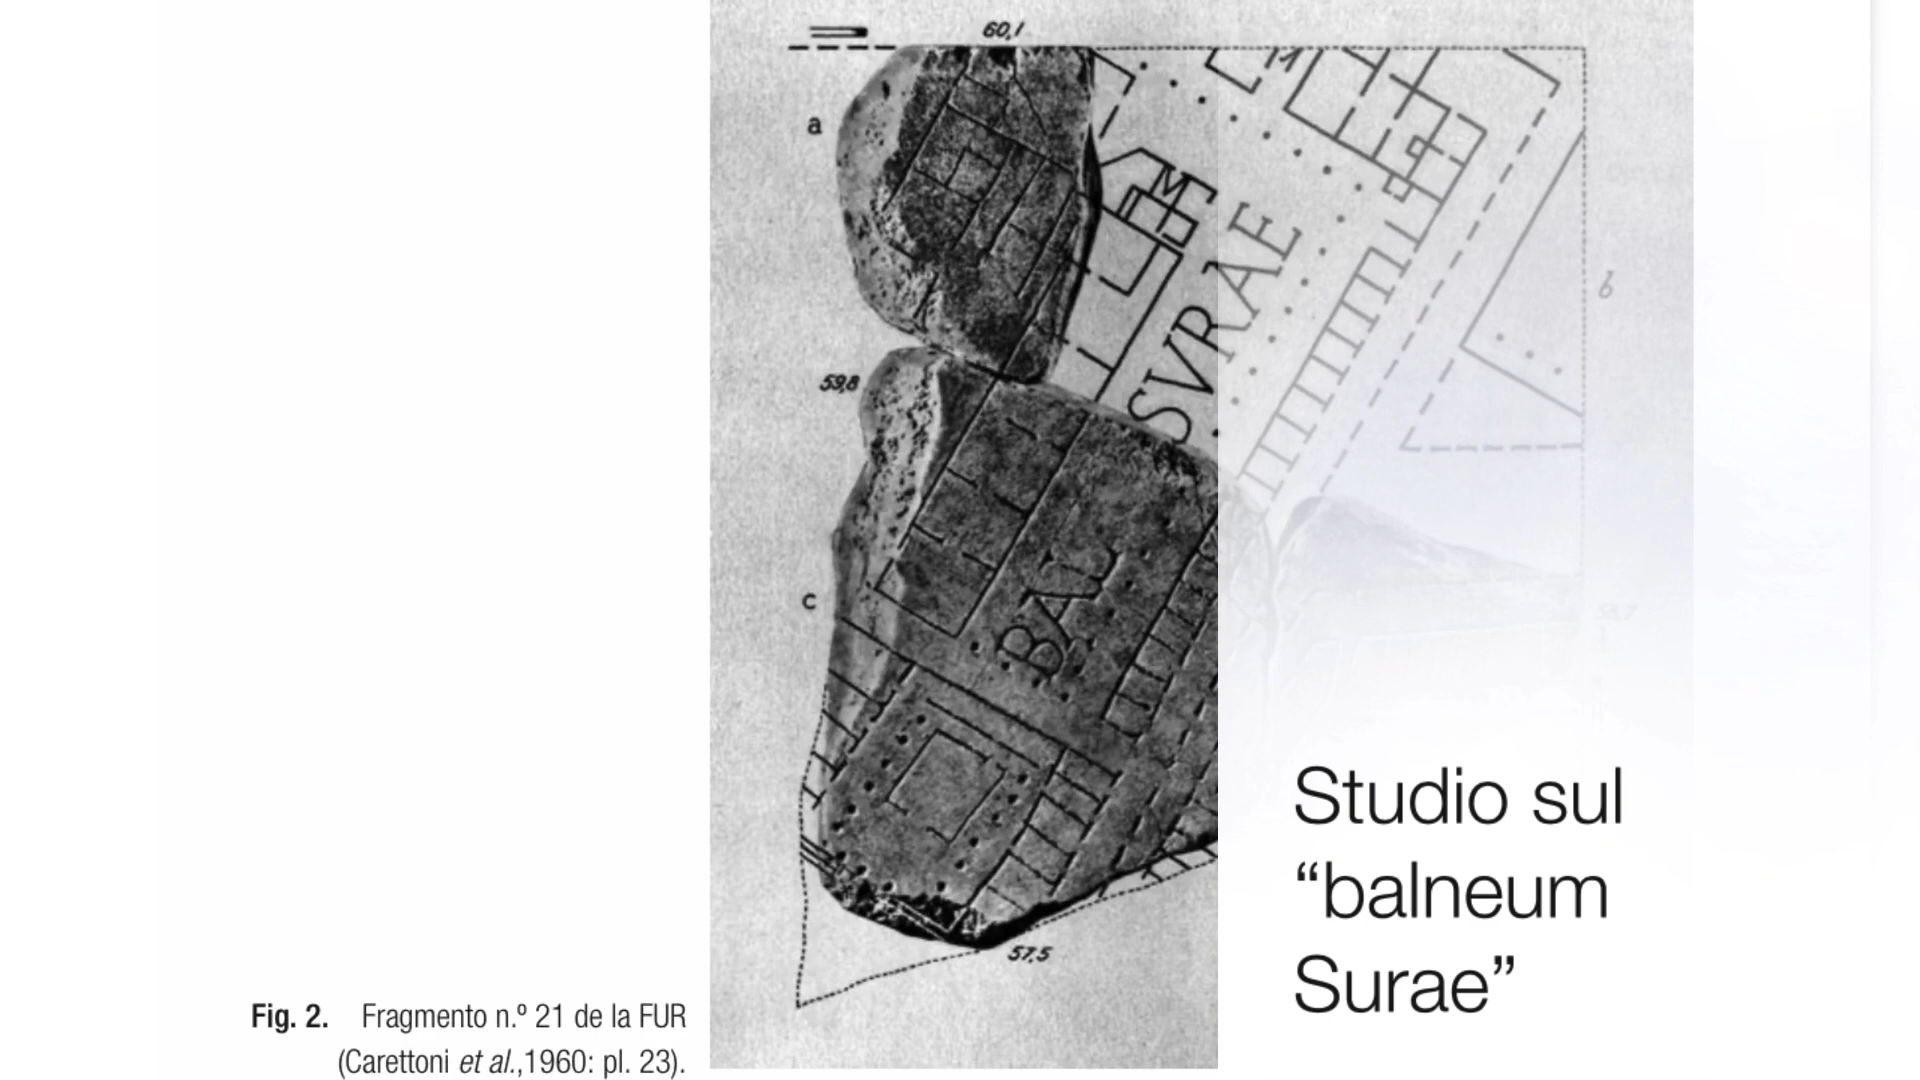 60,1
a
M
SVRAE
b
59,8
BAL
c
57,5
Studio sul
“balneum
Surae”
Fig. 2. Fragmento n.º 21 de la FUR
(Carettoni et al.,1960: pl. 23).